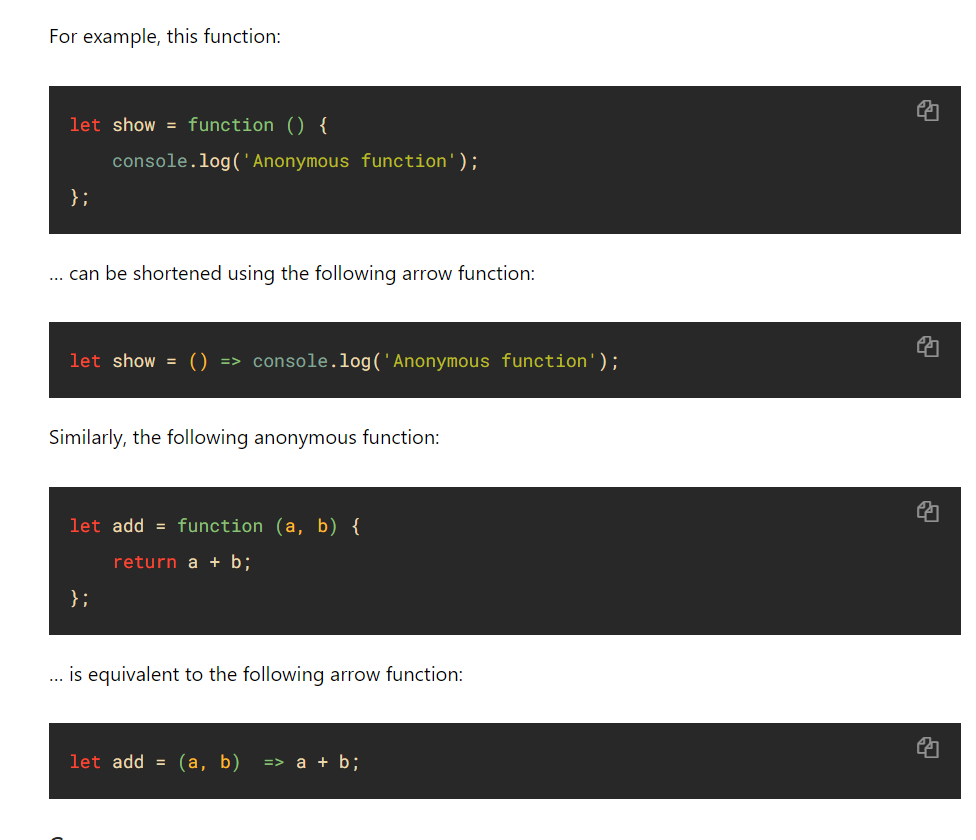 For example, this function:
let show = function () {
    console.log('Anonymous function');
};
… can be shortened using the following arrow function:
let show = () => console.log('Anonymous function');
Similarly, the following anonymous function:
let add = function (a, b) {
    return a + b;
};
… is equivalent to the following arrow function:
let add = (a, b)  => a + b;